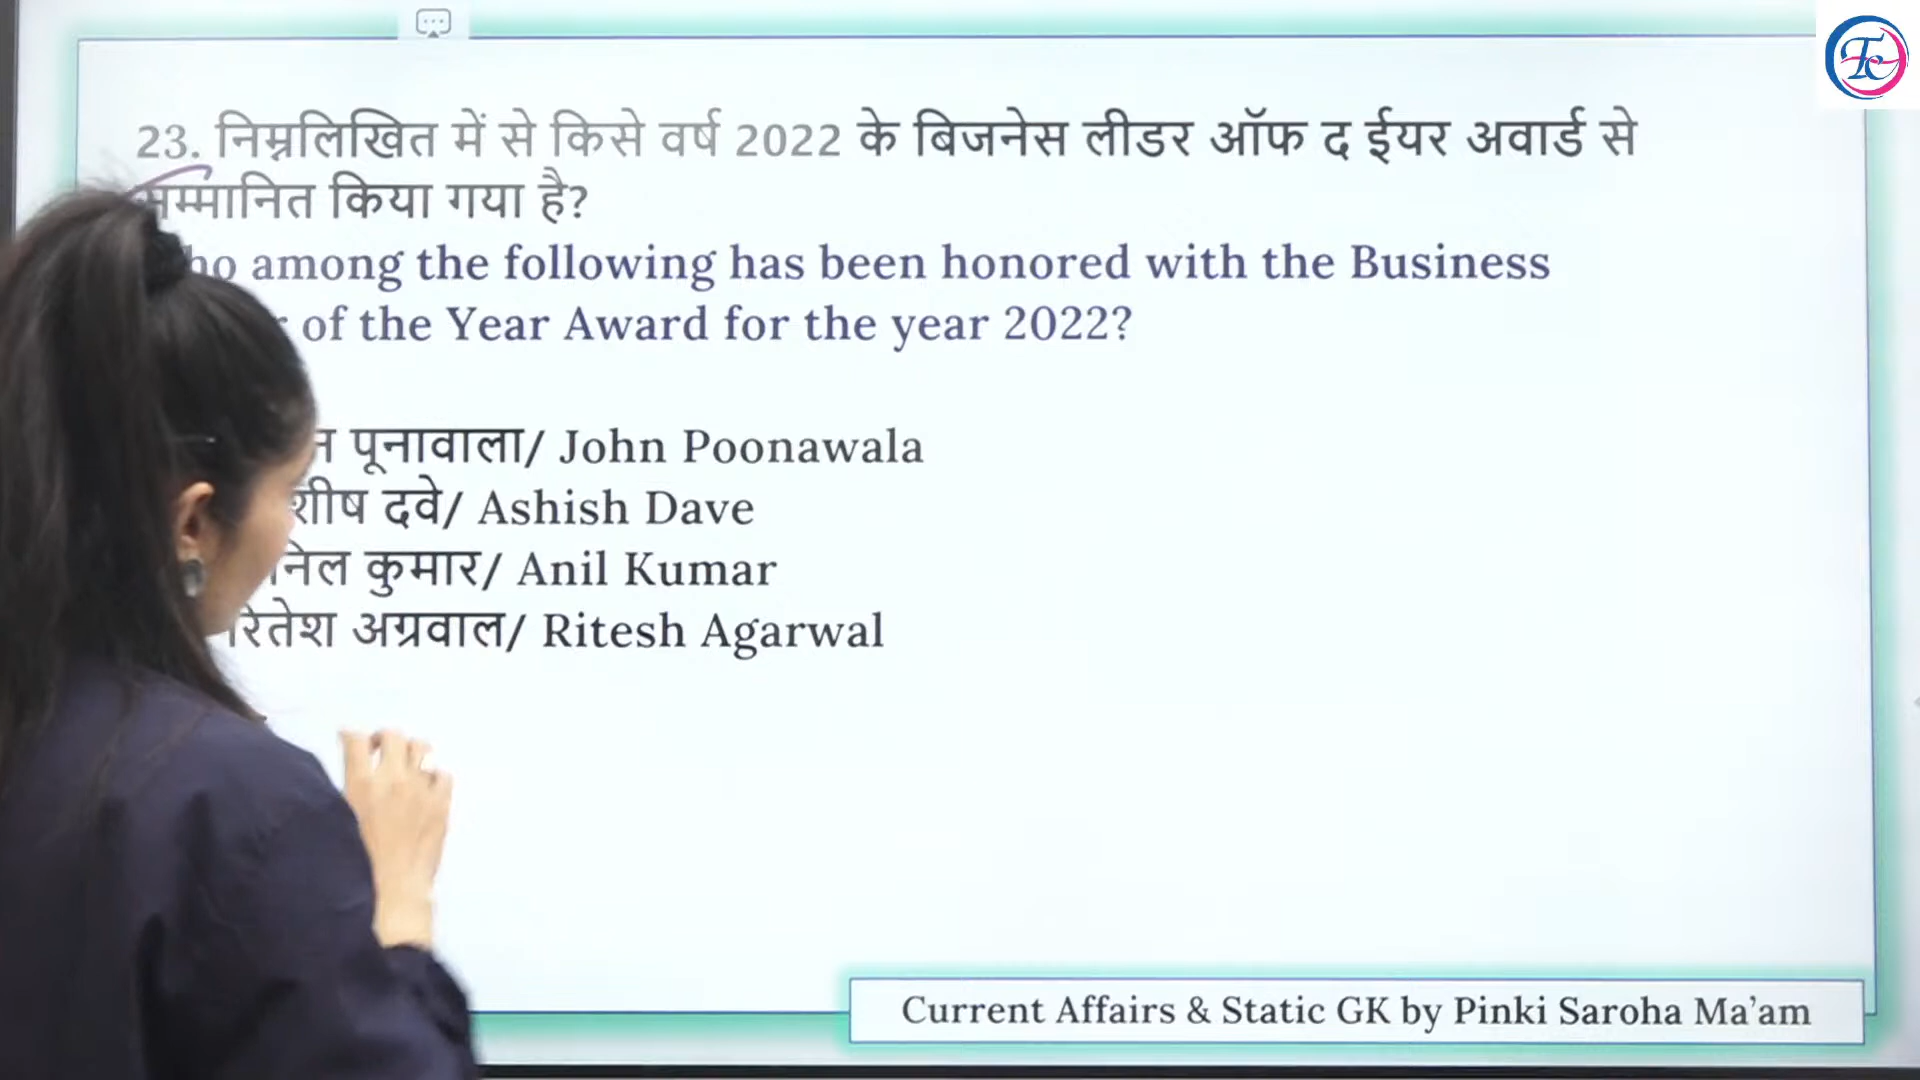 23. निम्नलिखित में से किसे वर्ष 2022 के बिजनेस लीडर ऑफ द ईयर अवार्ड से
सम्मानित किया गया है?
among the following has been honored with the Business
of the Year Award for the year 2022?
पूनावाला/ John Poonawala
दवे/ Ashish Dave
कुमार/ Anil Kumar
रितेश अग्रवाल/ Ritesh Agarwal
Current Affairs & Static GK by Pinki Saroha Ma'am